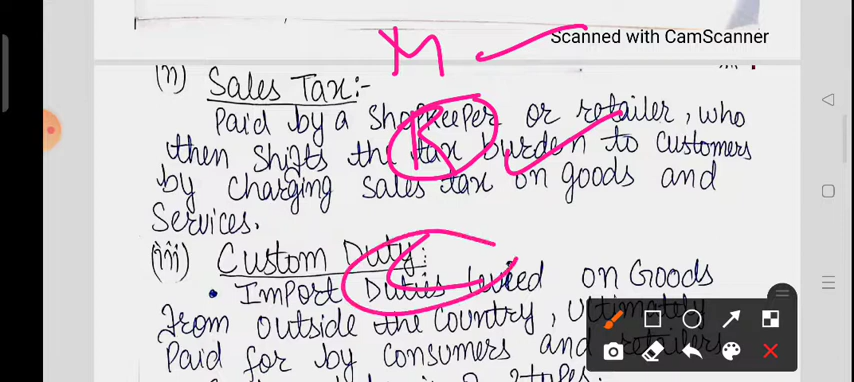 Scanned with CamScanner
M
(ii) Sales Tax:-
Paid by a Shopkeeper or retailer, who
then shifts the tax burden to customers
by charging sales tax on goods and
Services.
(iii) Custom Duty:
• Import Duties levied on Goods
from outside the country, ultimately
Paid for by consumers and retailers